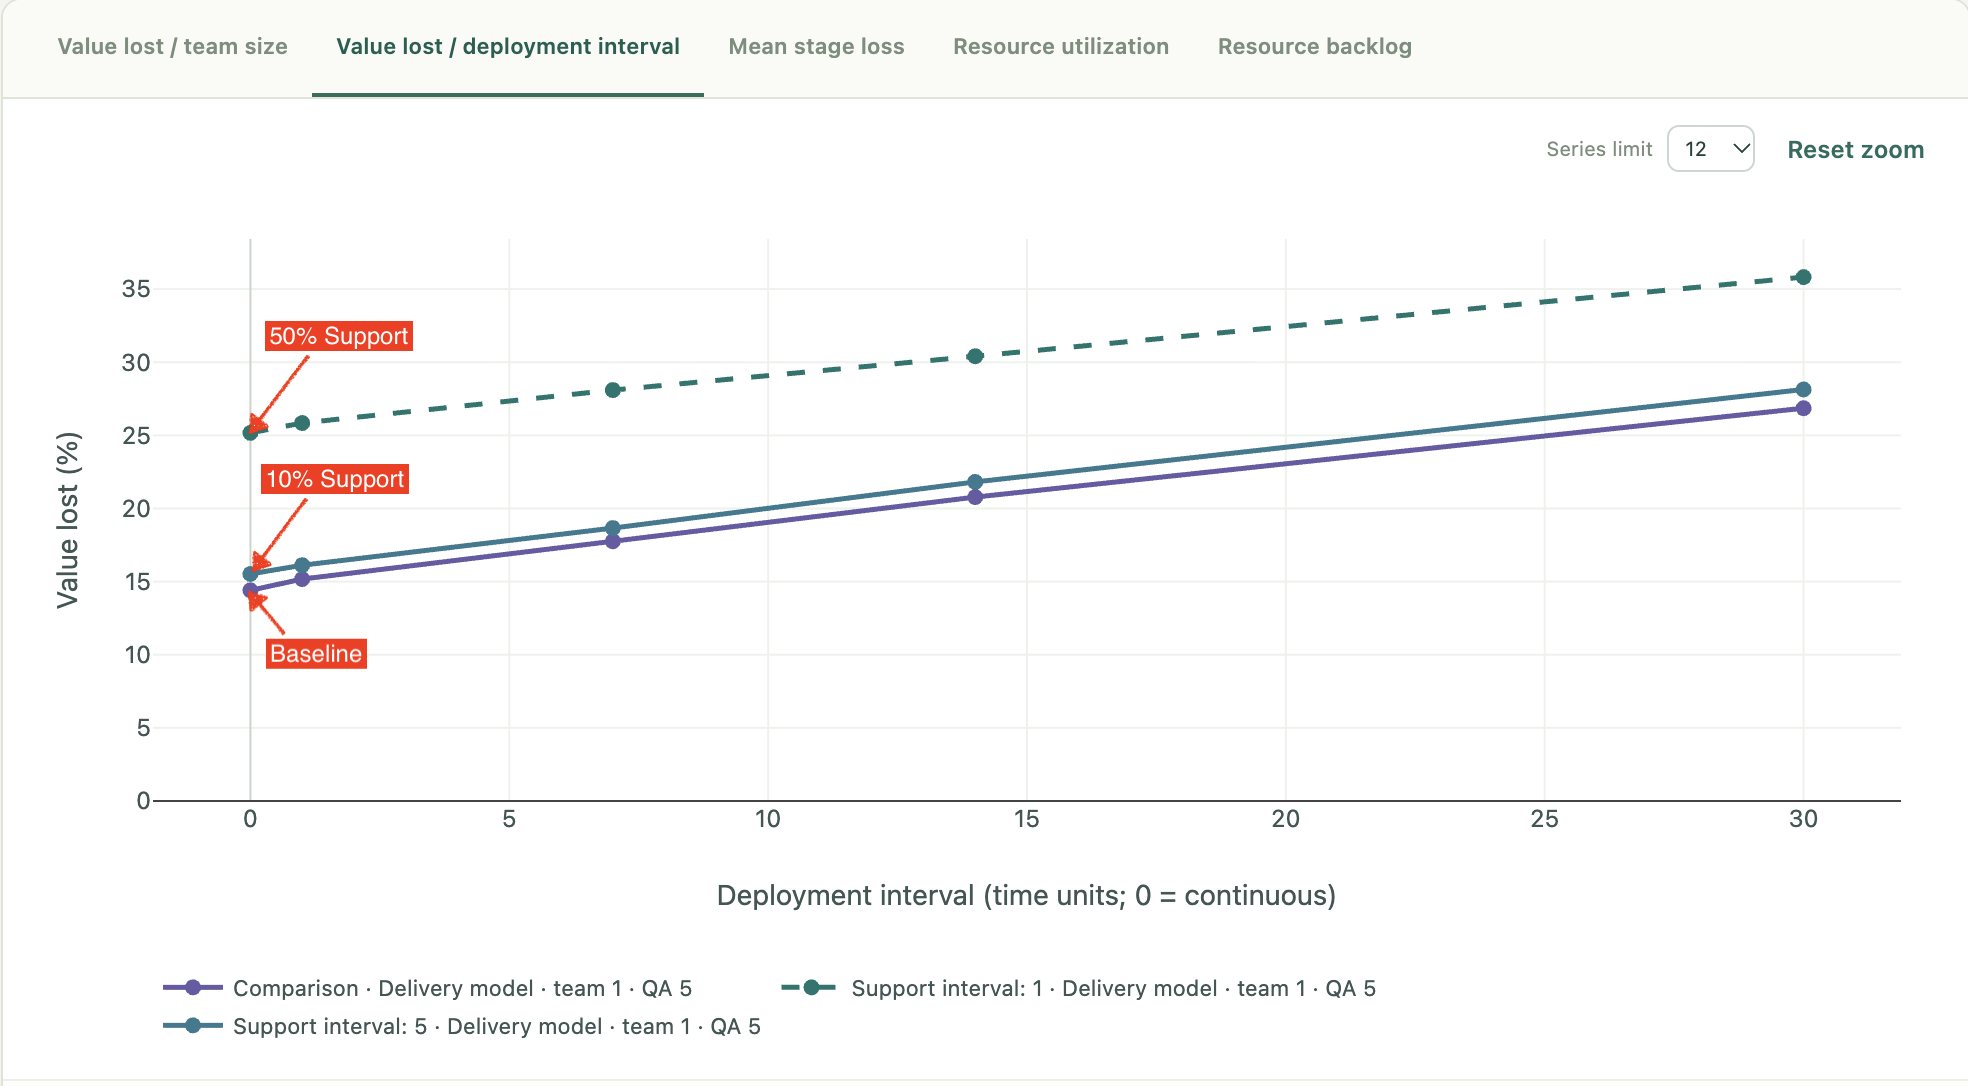 Value lost / team size
Value lost / deployment interval
Mean stage loss
Resource utilization
Resource backlog
Series limit
12
Reset zoom
Value lost (%)
35
30
25
20
15
10
5
0
50% Support
10% Support
Baseline
0
5
10
15
20
25
30
Deployment interval (time units; 0 = continuous)
Comparison · Delivery model · team 1 · QA 5
Support interval: 1 · Delivery model · team 1 · QA 5
Support interval: 5 · Delivery model · team 1 · QA 5